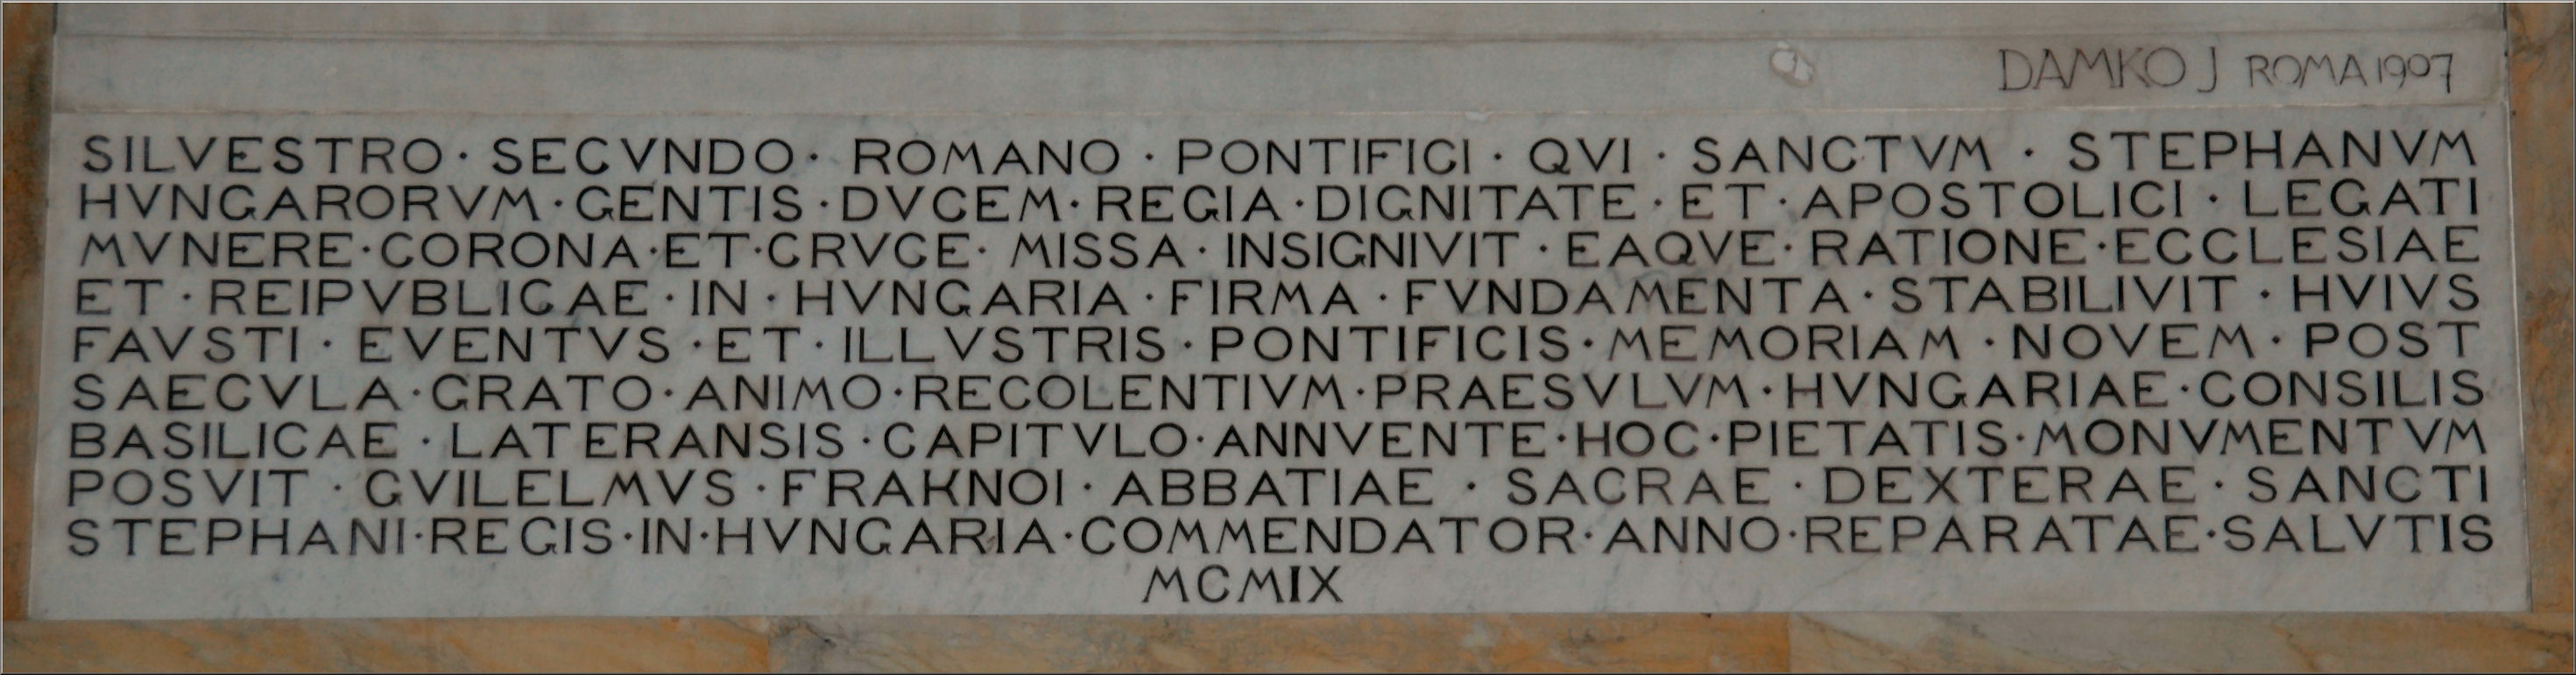 DAMKO J ROMA 1907
SILVESTRO · SECVNDO · ROMANO · PONTIFICI · QVI · SANCTVM · STEPHANVM
HVNGARORVM · GENTIS · DVCEM · REGIA · DIGNITATE · ET · APOSTOLICI · LEGATI
MVNERE · CORONA · ET · CRVCE · MISSA · INSIGNIVIT · EAQVE · RATIONE · ECCLESIAE
ET · REIPVBLICAE · IN · HVNGARIA · FIRMA · FVNDAMENTA · STABILIVIT · HVIVS
FAVSTI · EVENTVS · ET · ILLVSTRIS · PONTIFICIS · MEMORIAM · NOVEM · POST
SAECVLA · GRATO · ANIMO · RECOLENTIVM · PRAESVLVM · HVNGARIAE · CONSILIS
BASILICAE · LATERANSIS · CAPITVLO · ANNVENTE · HOC · PIETATIS · MONVMENTVM
POSVIT · GVILELMVS · FRAKNOI · ABBATIAE · SACRAE · DEXTERAE · SANCTI
STEPHANI · REGIS · IN · HVNGARIA · COMMENDATOR · ANNO · REPARATAE · SALVTIS
MCMIX